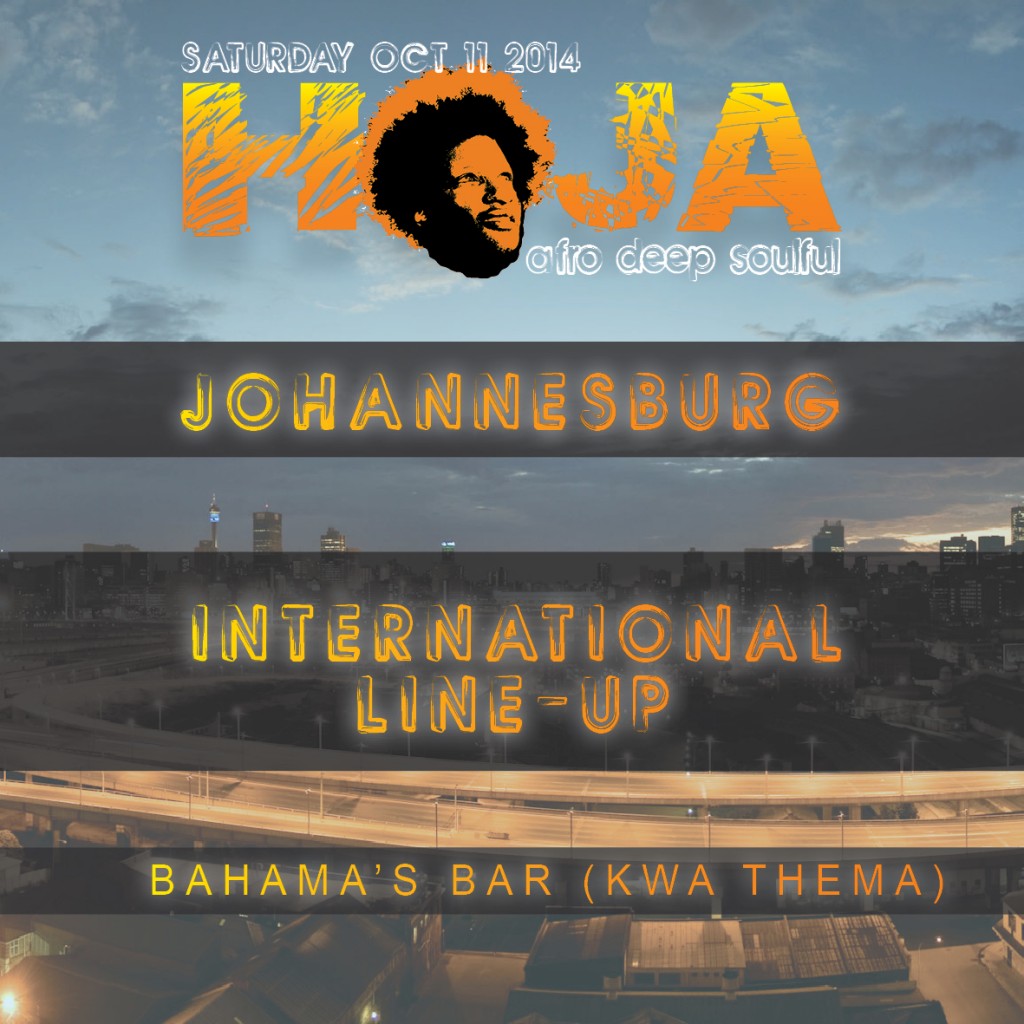 SATURDAY OCT 11 2014
HOJA
afro deep soulful
JOHANNESBURG
INTERNATIONAL
LINE-UP
BAHAMA'S BAR (KWA THEMA)